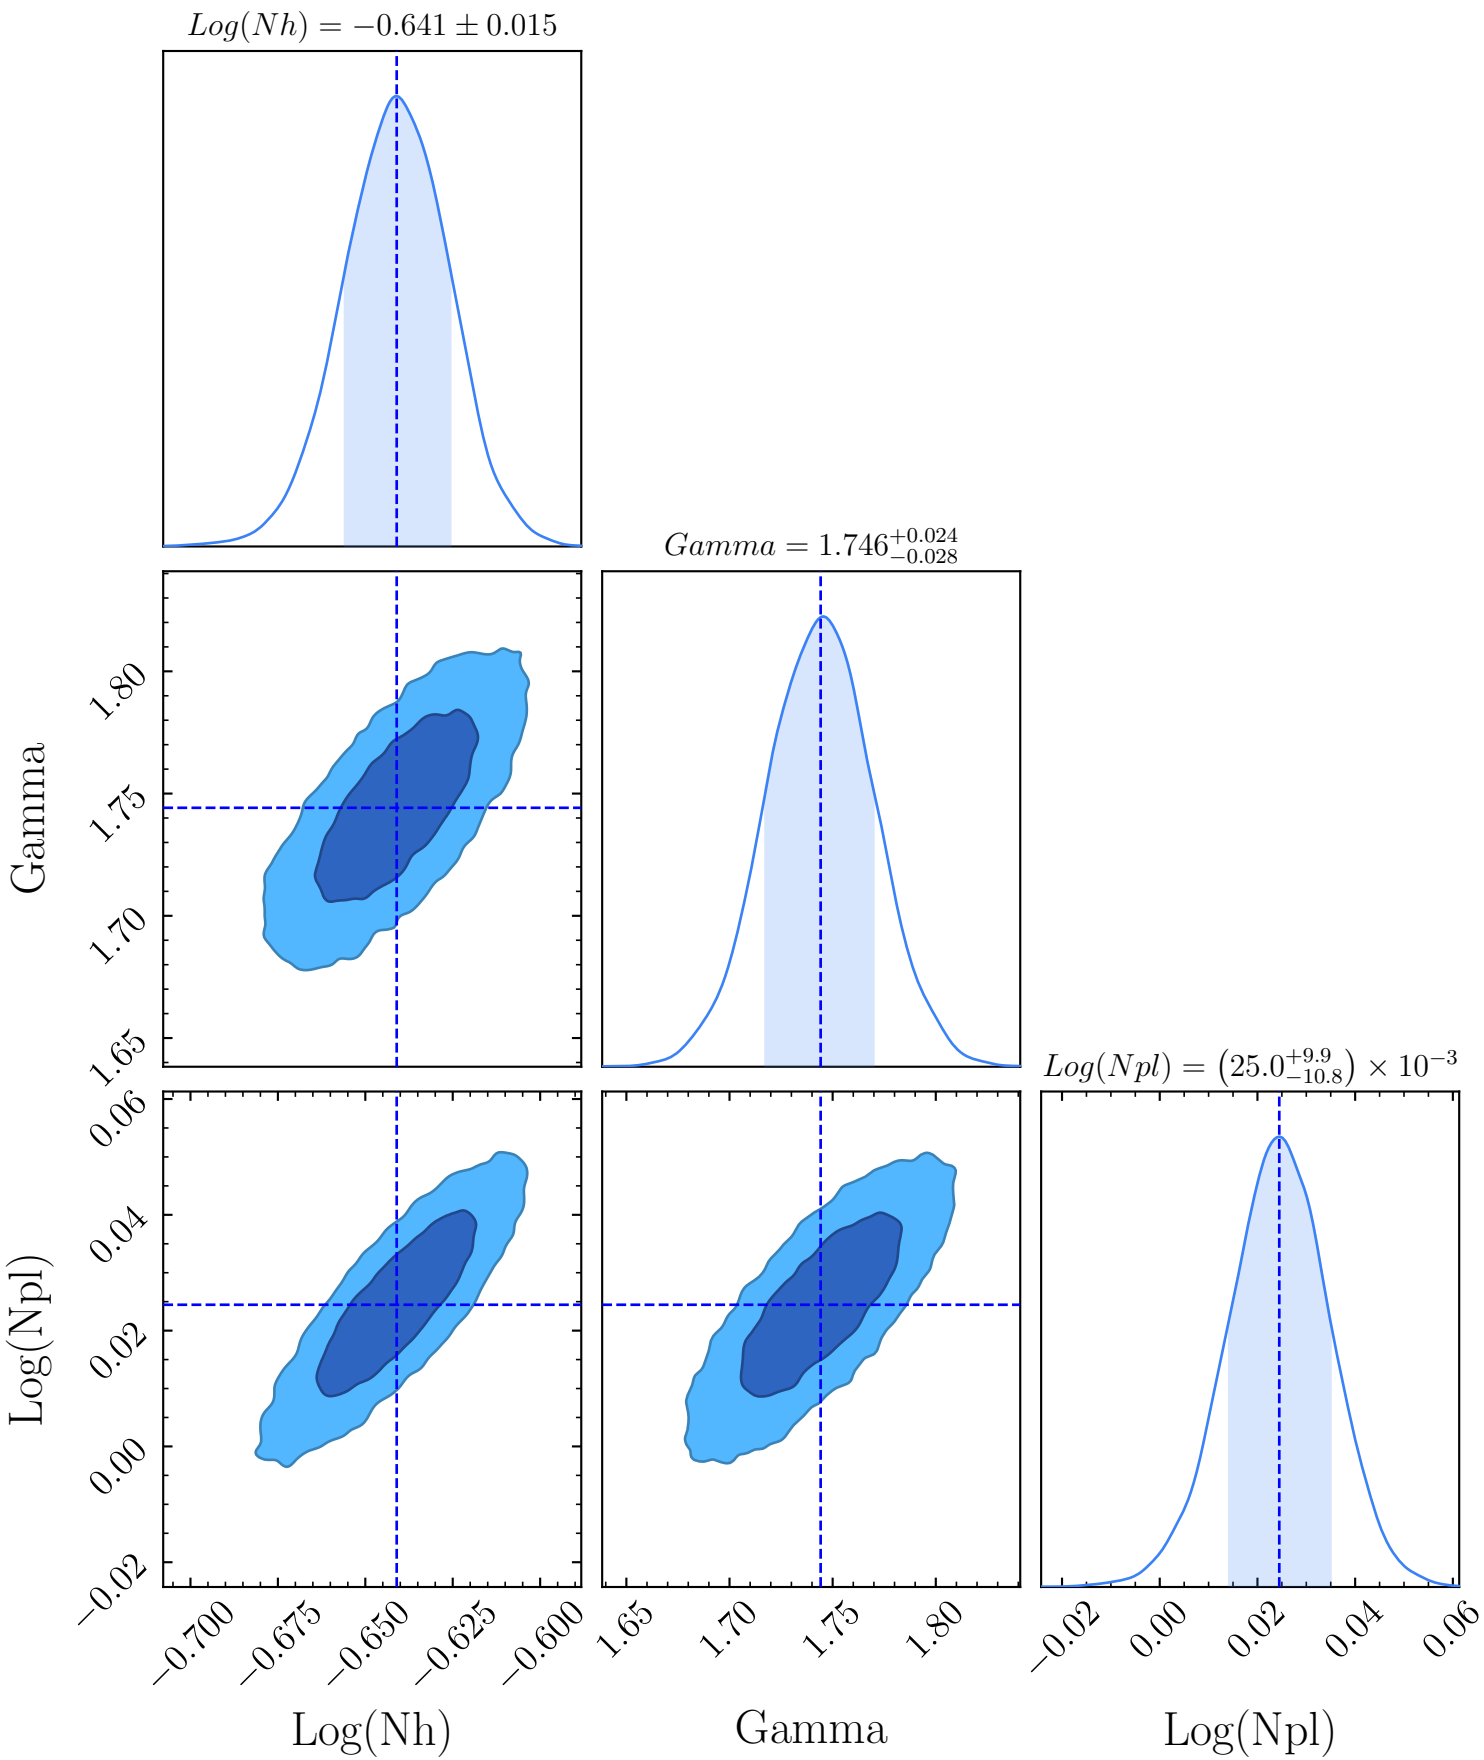 Log(Nh) = −0.641 ± 0.015
Gamma = 1.746+0.024−0.028
Gamma
1.80
1.75
1.70
1.65
Log(Npl) = (25.0+9.9−10.8) × 10−3
Log(Npl)
0.06
0.04
0.02
0.00
−0.02
−0.700 −0.675 −0.650 −0.625 −0.600
1.65 1.70 1.75 1.80
−0.02 0.00 0.02 0.04 0.06
Log(Nh) Gamma Log(Npl)